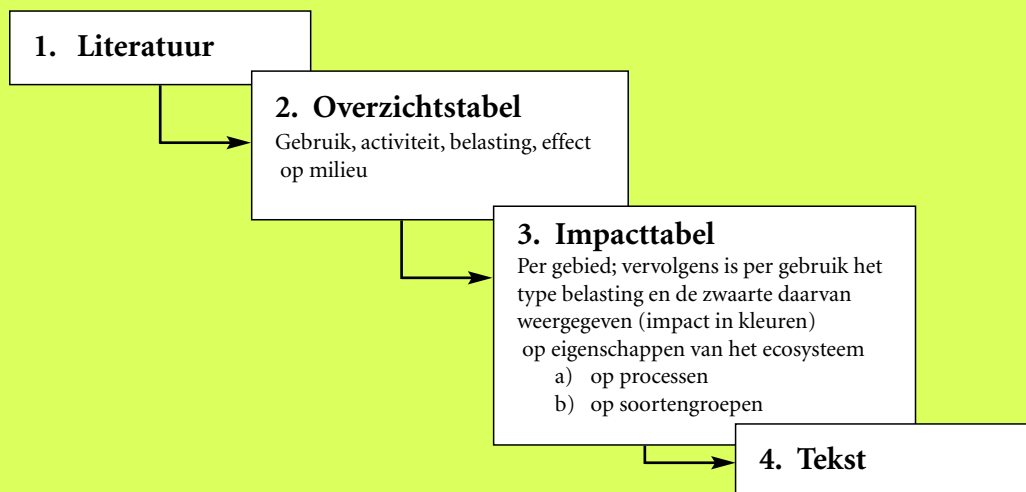 1. Literatuur
2. Overzichtstabel
Gebruik, activiteit, belasting, effect
op milieu
3. Impacttabel
Per gebied; vervolgens is per gebruik het
type belasting en de zwaarte daarvan
weergegeven (impact in kleuren)
op eigenschappen van het ecosysteem
a) op processen
b) op soortengroepen
4. Tekst